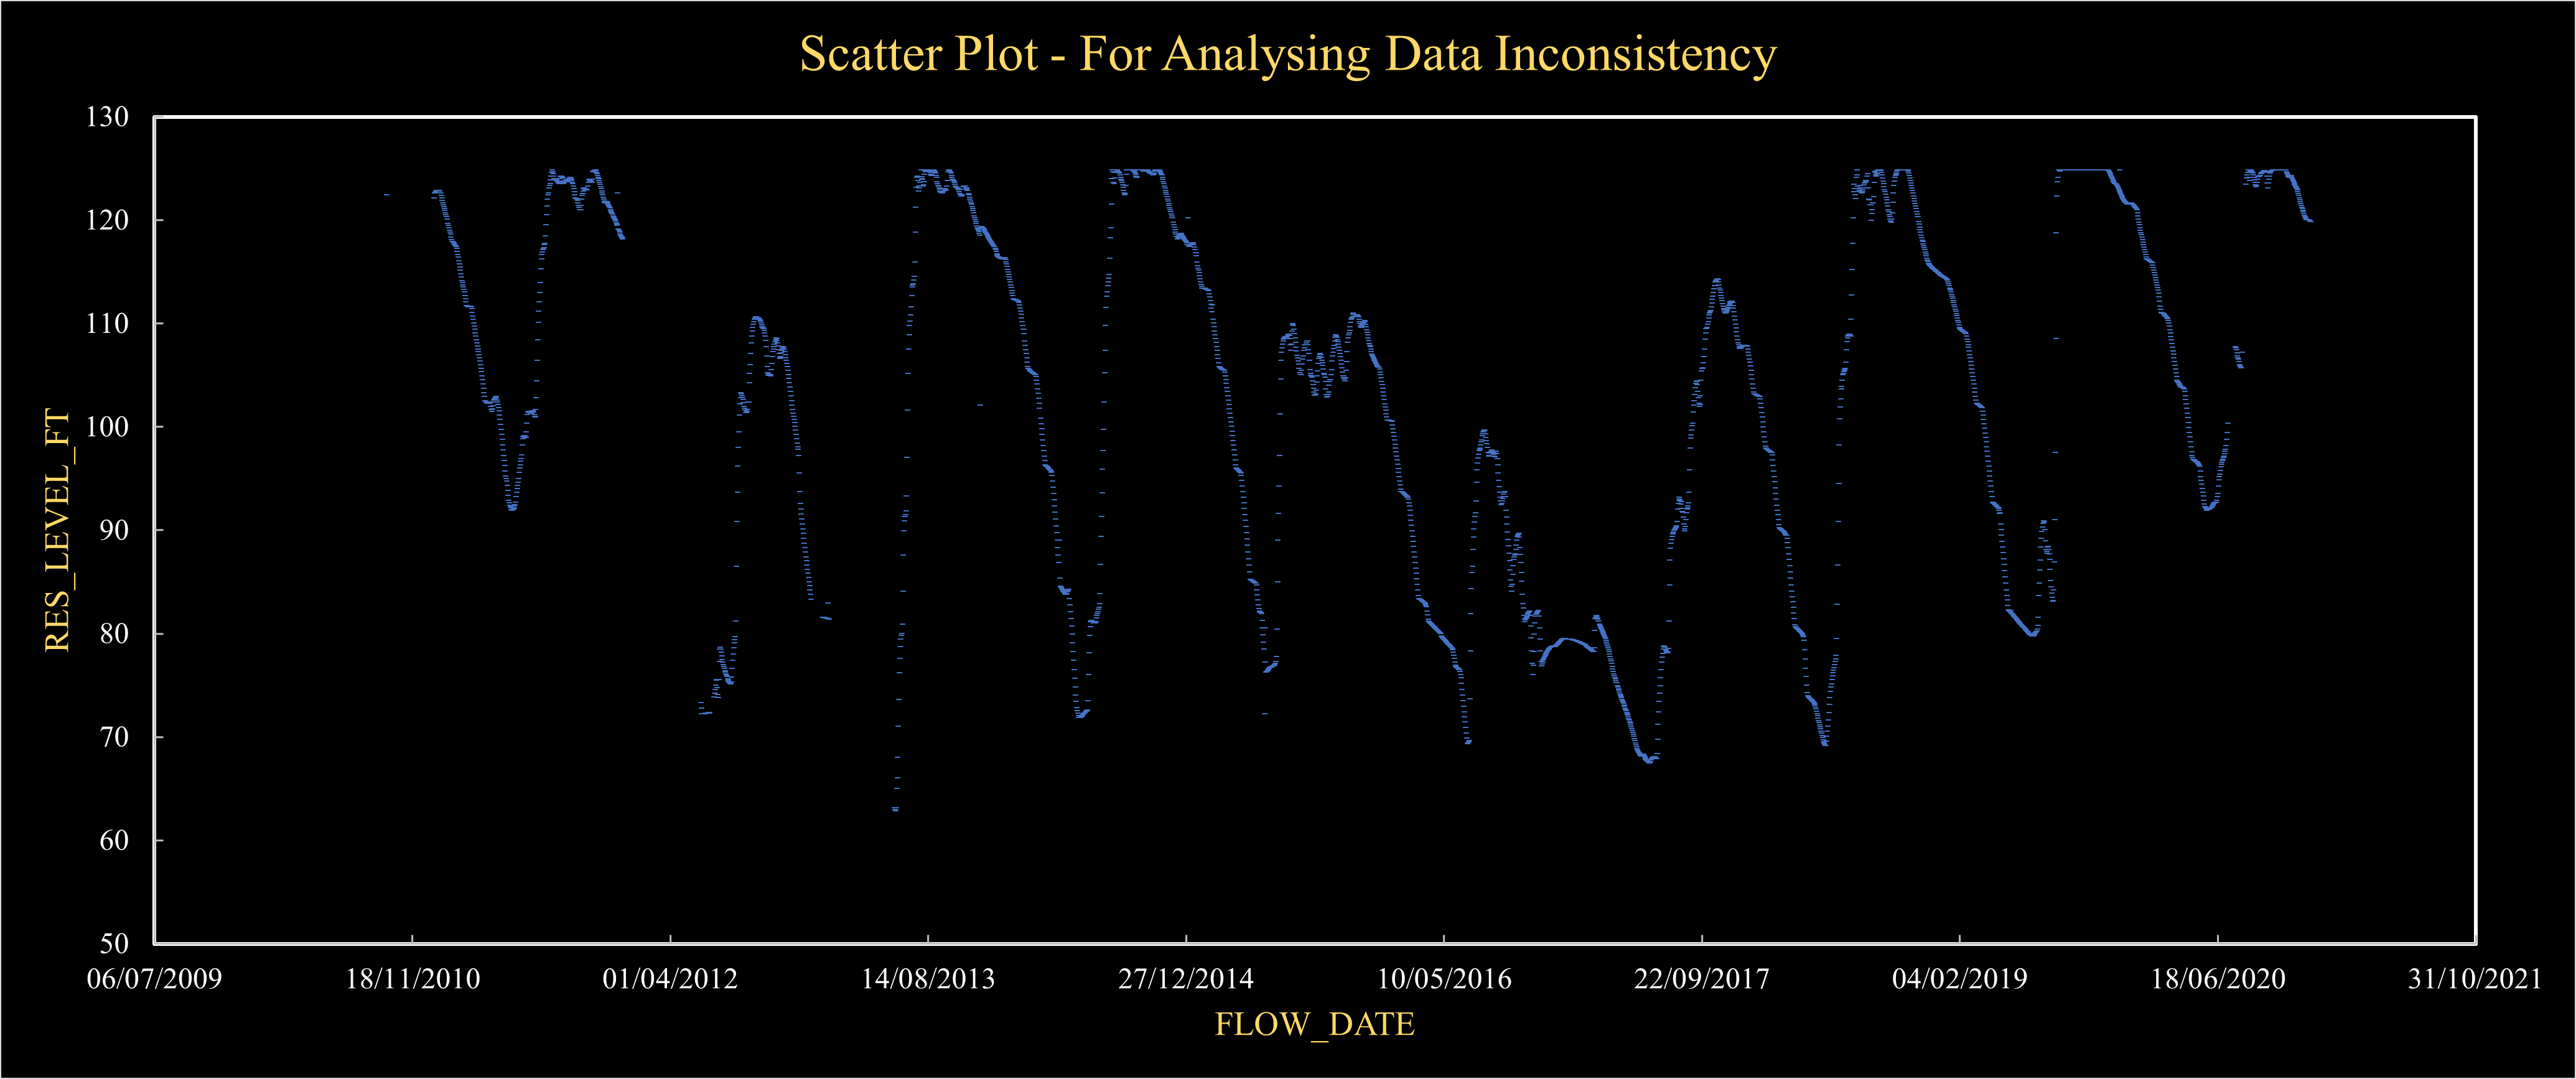 Scatter Plot - For Analysing Data Inconsistency
130
120
110
100
90
80
70
60
50
RES_LEVEL_FT
06/07/2009 18/11/2010 01/04/2012 14/08/2013 27/12/2014 10/05/2016 22/09/2017 04/02/2019 18/06/2020 31/10/2021
FLOW_DATE